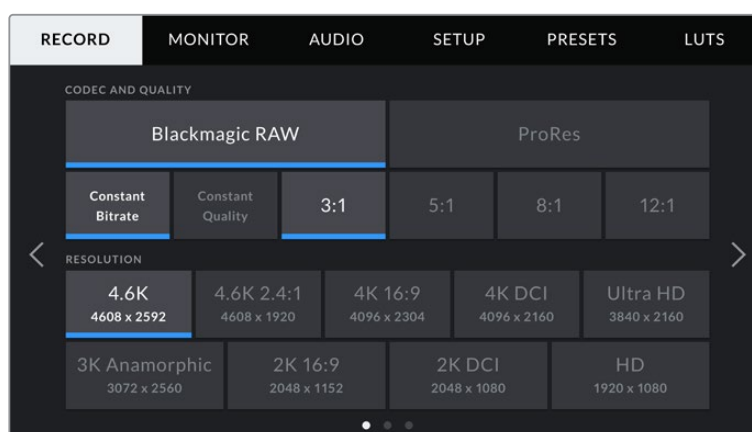 RECORD MONITOR AUDIO SETUP PRESETS LUTS
CODEC AND QUALITY
Blackmagic RAW ProRes
Constant Bitrate Constant Quality 3:1 5:1 8:1 12:1
RESOLUTION
4.6K 4.6K 2.4:1 4K 16:9 4K DCI Ultra HD
4608 x 2592 4608 x 1920 4096 x 2304 4096 x 2160 3840 x 2160
3K Anamorphic 2K 16:9 2K DCI HD
3072 x 2560 2048 x 1152 2048 x 1080 1920 x 1080